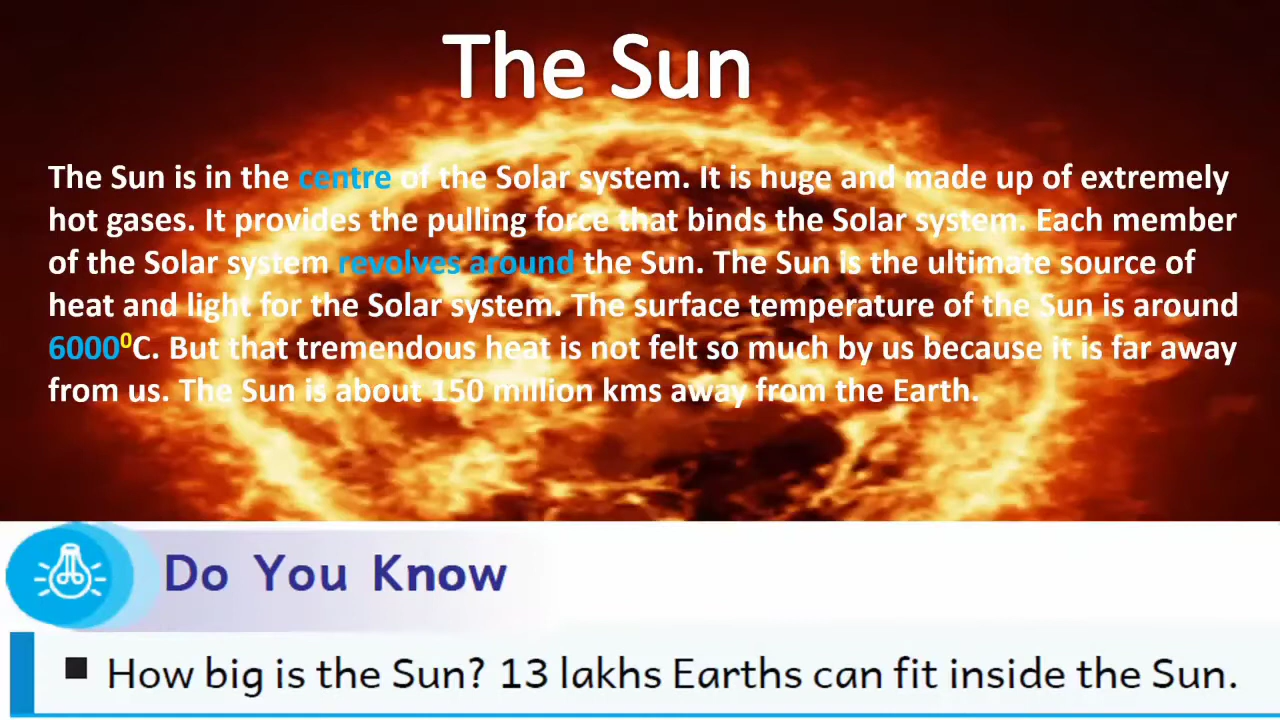 The Sun
The Sun is in the centre of the Solar system. It is huge and made up of extremely
hot gases. It provides the pulling force that binds the Solar system. Each member
of the Solar system revolves around the Sun. The Sun is the ultimate source of
heat and light for the Solar system. The surface temperature of the Sun is around
6000⁰C. But that tremendous heat is not felt so much by us because it is far away
from us. The Sun is about 150 million kms away from the Earth.
Do You Know
■ How big is the Sun? 13 lakhs Earths can fit inside the Sun.